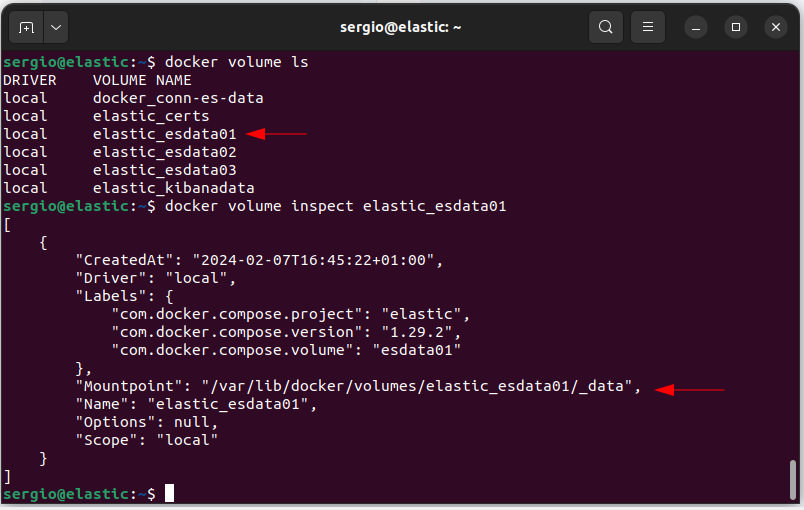 sergio@elastic: ~
sergio@elastic:~$ docker volume ls
DRIVER    VOLUME NAME
local     docker_conn-es-data
local     elastic_certs
local     elastic_esdata01
local     elastic_esdata02
local     elastic_esdata03
local     elastic_kibanadata
sergio@elastic:~$ docker volume inspect elastic_esdata01
[
    {
        "CreatedAt": "2024-02-07T16:45:22+01:00",
        "Driver": "local",
        "Labels": {
            "com.docker.compose.project": "elastic",
            "com.docker.compose.version": "1.29.2",
            "com.docker.compose.volume": "esdata01"
        },
        "Mountpoint": "/var/lib/docker/volumes/elastic_esdata01/_data",
        "Name": "elastic_esdata01",
        "Options": null,
        "Scope": "local"
    }
]
sergio@elastic:~$